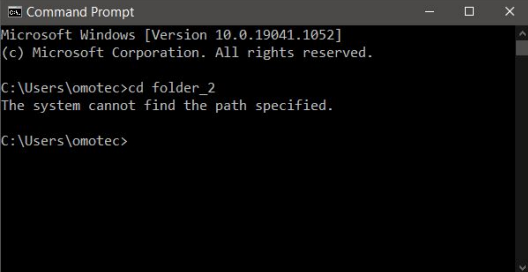 Command Prompt
Microsoft Windows [Version 10.0.19041.1052]
(c) Microsoft Corporation. All rights reserved.
C:\Users\omotec>cd folder_2
The system cannot find the path specified.
C:\Users\omotec>